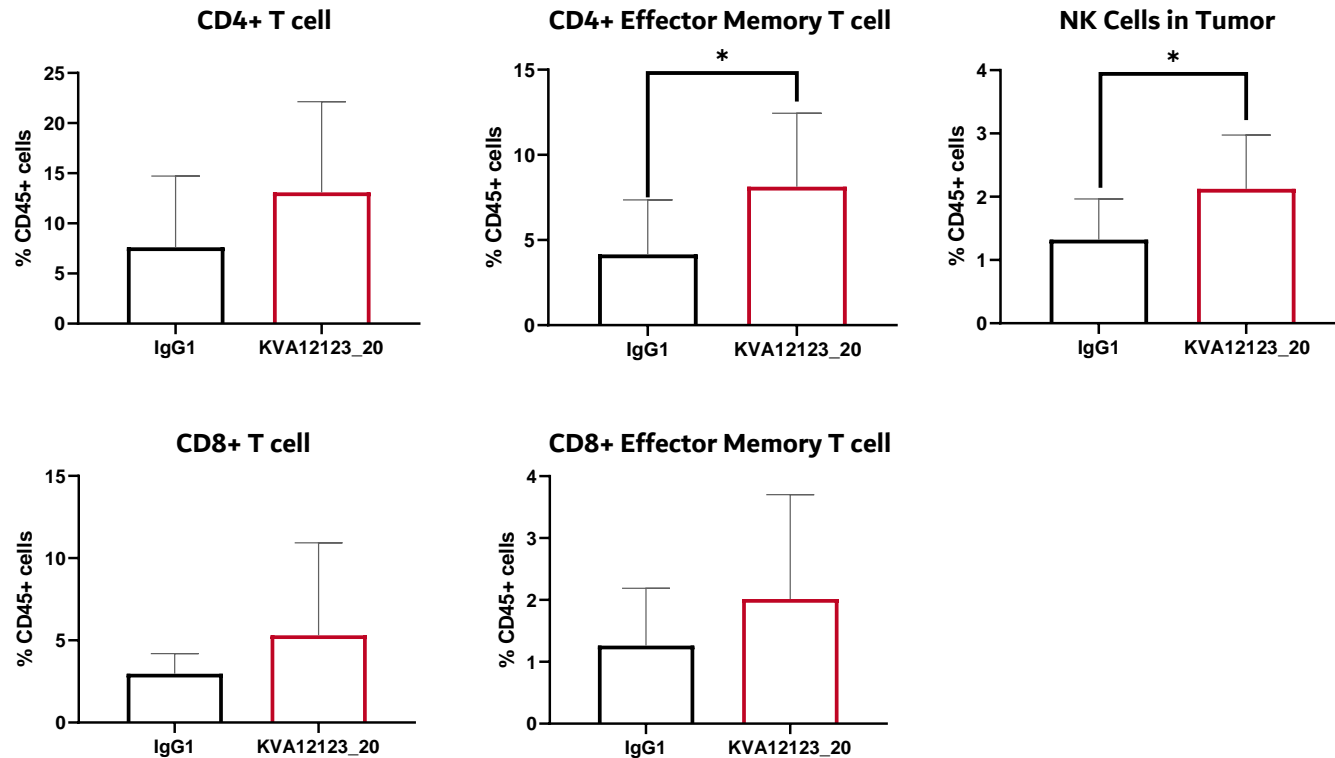 CD4+ T cell
25
20
15
10
5
0
% CD45+ cells
IgG1
KVA12123_20
CD4+ Effector Memory T cell
*
15
10
5
0
% CD45+ cells
IgG1
KVA12123_20
NK Cells in Tumor
*
4
3
2
1
0
% CD45+ cells
IgG1
KVA12123_20
CD8+ T cell
15
10
5
0
% CD45+ cells
IgG1
KVA12123_20
CD8+ Effector Memory T cell
4
3
2
1
0
% CD45+ cells
IgG1
KVA12123_20